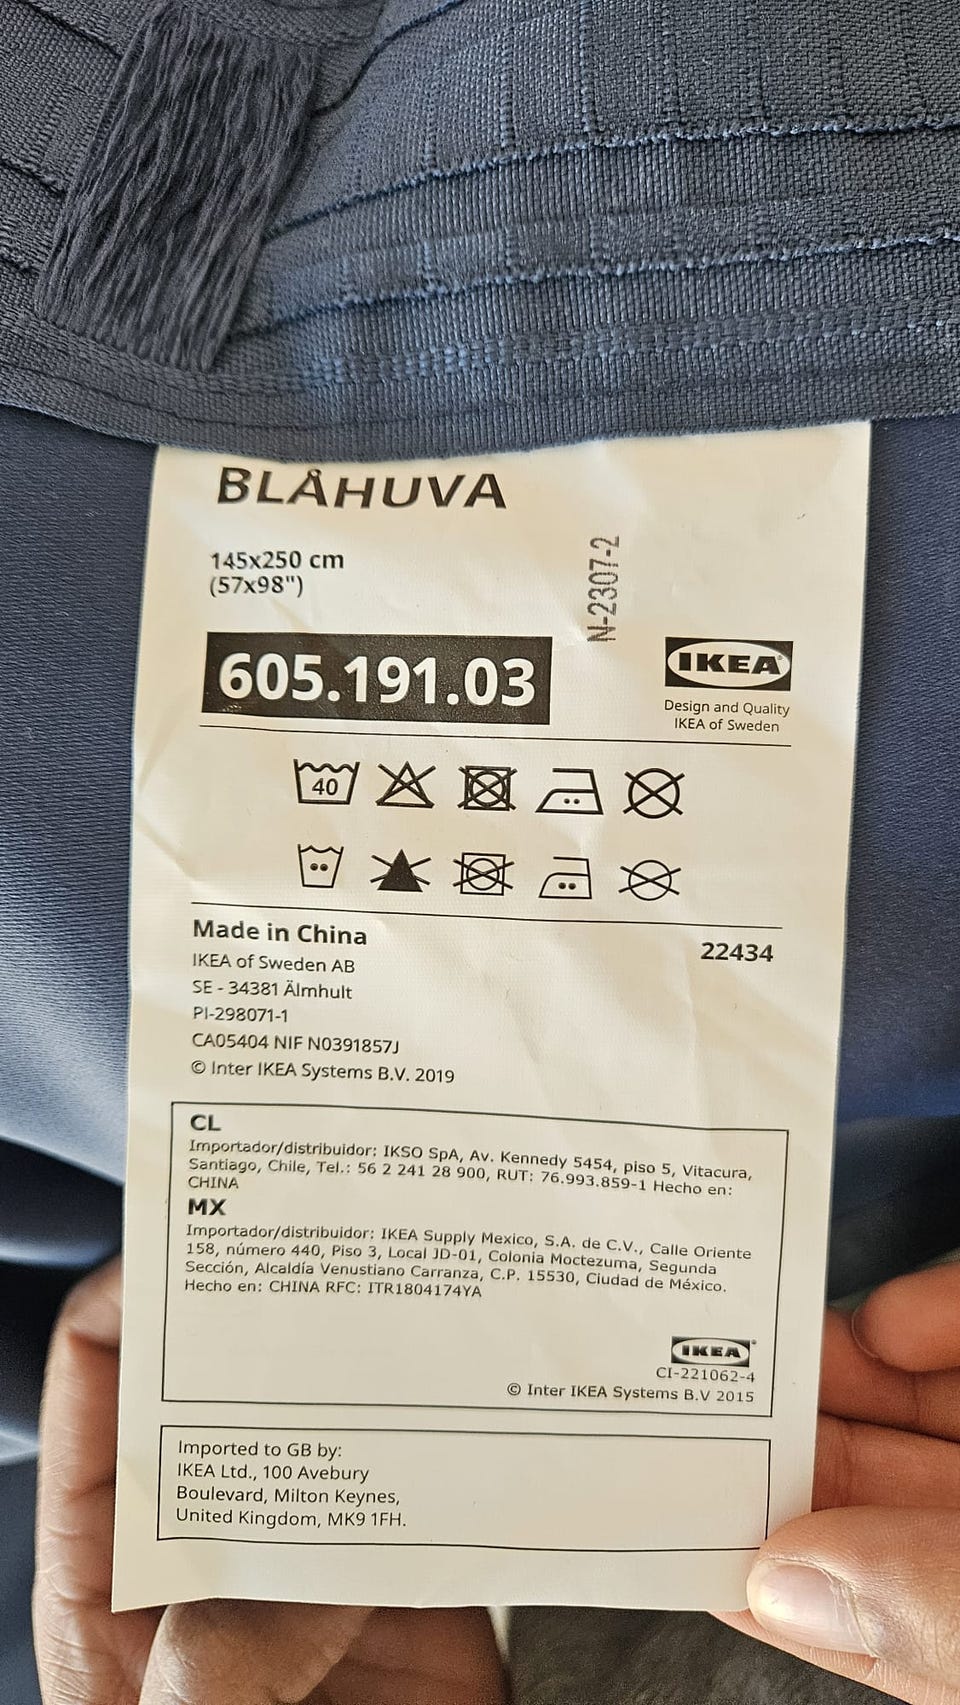 BLÅHUVA
145x250 cm
(57x98")
N-2307-2
605.191.03
IKEA
Design and Quality
IKEA of Sweden
40
Made in China
22434
IKEA of Sweden AB
SE - 34381 Älmhult
PI-298071-1
CA05404 NIF N0391857J
© Inter IKEA Systems B.V. 2019
CL
Importador/distribuidor: IKSO SpA, Av. Kennedy 5454, piso 5, Vitacura,
Santiago, Chile, Tel.: 56 2 241 28 900, RUT: 76.993.859-1 Hecho en:
CHINA
MX
Importador/distribuidor: IKEA Supply Mexico, S.A. de C.V., Calle Oriente
158, número 440, Piso 3, Local JD-01, Colonia Moctezuma, Segunda
Sección, Alcaldía Venustiano Carranza, C.P. 15530, Ciudad de México.
Hecho en: CHINA RFC: ITR1804174YA
IKEA
CI-221062-4
© Inter IKEA Systems B.V 2015
Imported to GB by:
IKEA Ltd., 100 Avebury
Boulevard, Milton Keynes,
United Kingdom, MK9 1FH.